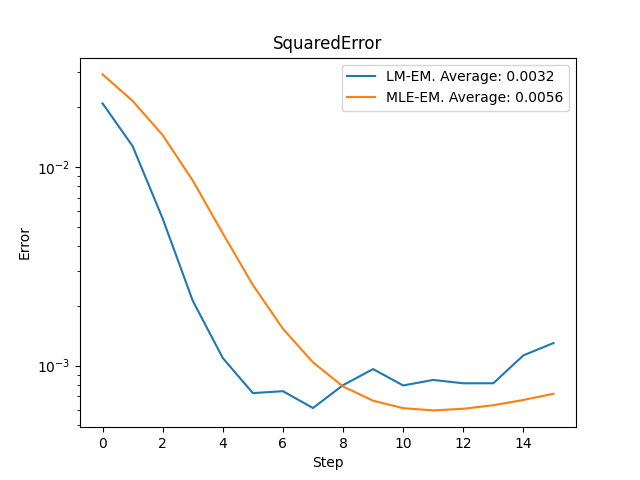 SquaredError
LM-EM. Average: 0.0032
MLE-EM. Average: 0.0056
Error
10⁻²
10⁻³
0 2 4 6 8 10 12 14
Step